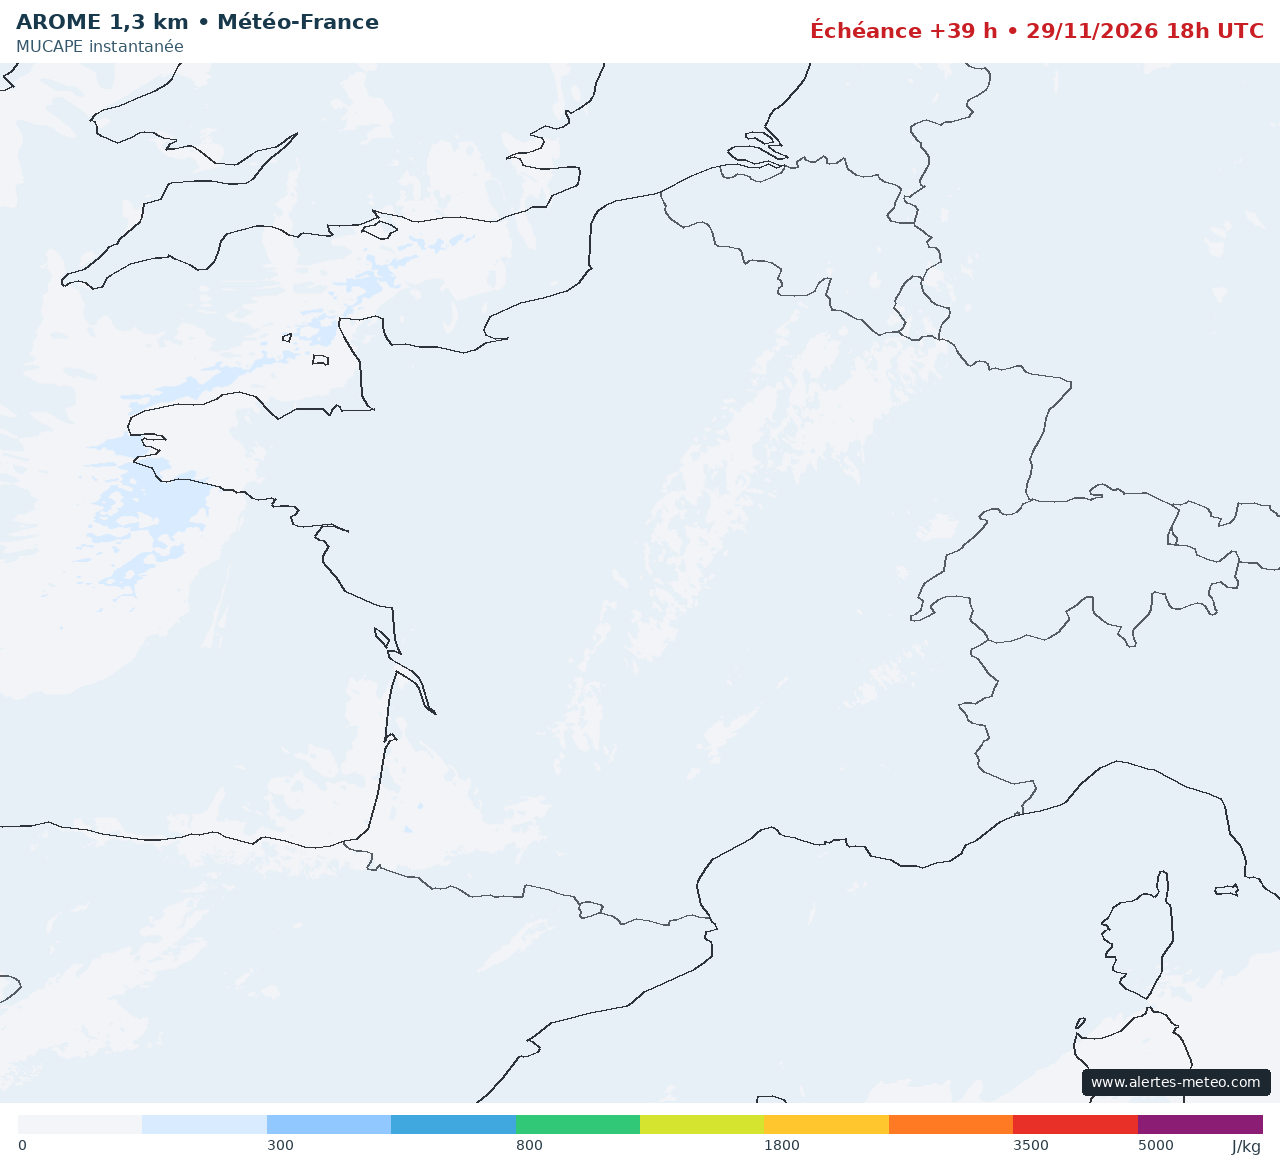 AROME 1,3 km • Météo-France
MUCAPE instantanée
Échéance +39 h • 29/11/2026 18h UTC
www.alertes-meteo.com
0 300 800 1800 3500 5000 J/kg